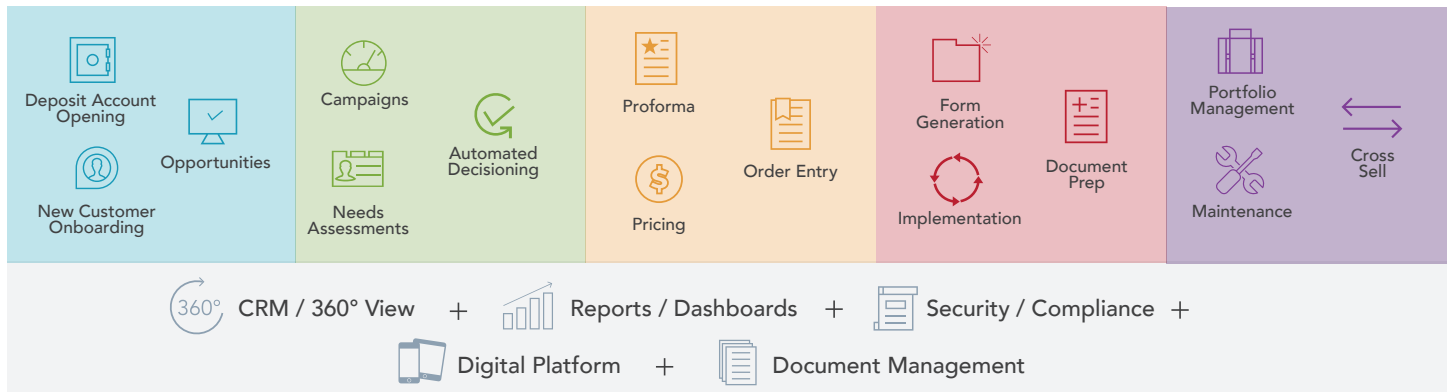 Deposit Account
Opening
Opportunities
New Customer
Onboarding
Campaigns
Automated
Decisioning
Needs
Assessments
Proforma
Order Entry
$
Pricing
Form
Generation
Document
Prep
Implementation
Portfolio
Management
Cross
Sell
Maintenance
360° CRM / 360° View + Reports / Dashboards + Security / Compliance +
Digital Platform + Document Management